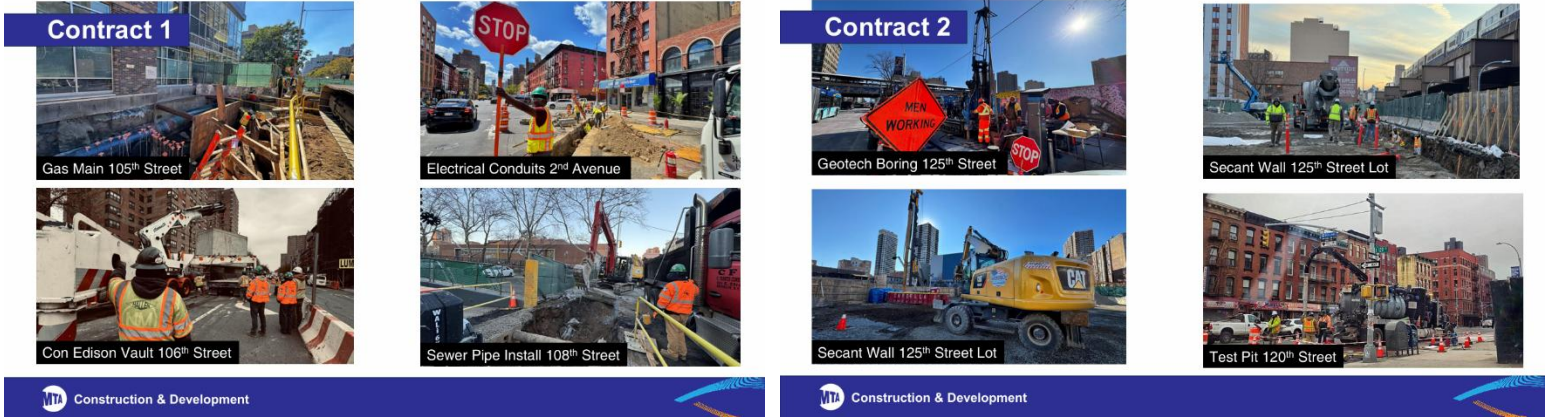 Contract 1
Gas Main 105th Street
STOP
Electrical Conduits 2nd Avenue
Con Edison Vault 106th Street
Sewer Pipe Install 108th Street
MTA Construction & Development
Contract 2
MEN
WORKING
STOP
Geotech Boring 125th Street
Secant Wall 125th Street Lot
CAT
Secant Wall 125th Street Lot
Test Pit 120th Street
MTA Construction & Development